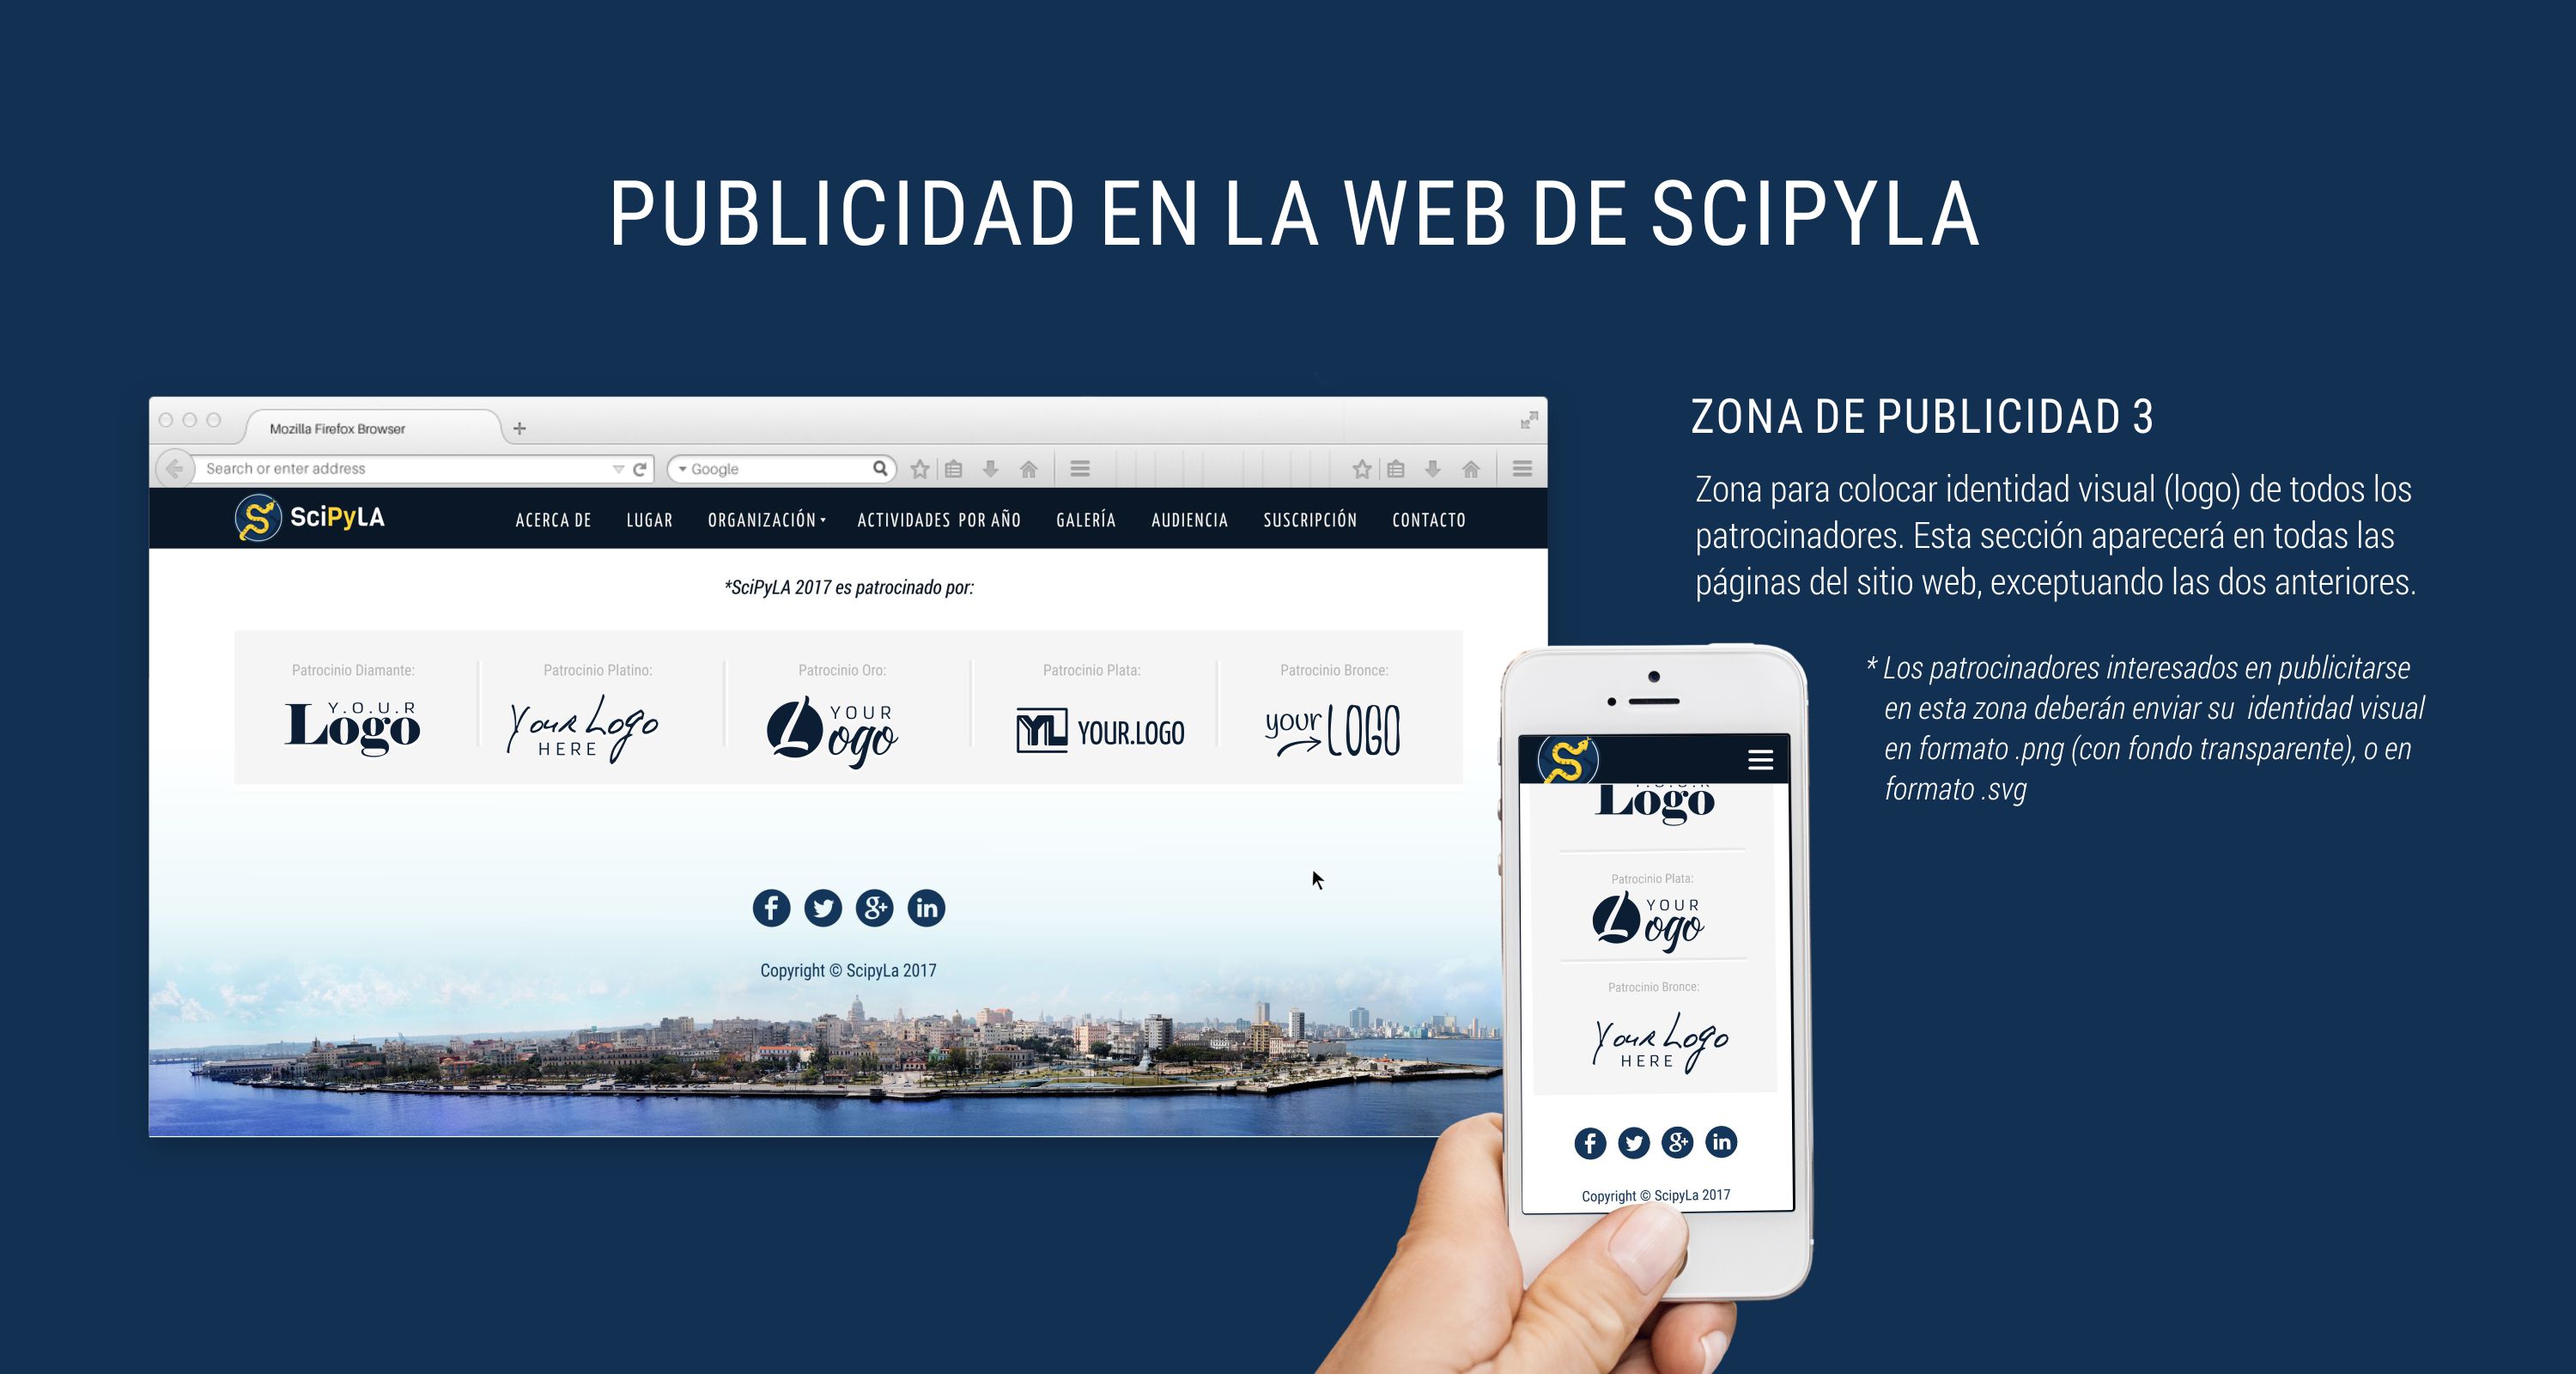 PUBLICIDAD EN LA WEB DE SCIPYLA
Mozilla Firefox Browser
Search or enter address
Google
SciPyLA
ACERCA DE LUGAR ORGANIZACIÓN ACTIVIDADES POR AÑO GALERÍA AUDIENCIA SUSCRIPCIÓN CONTACTO
*SciPyLA 2017 es patrocinado por:
Patrocinio Diamante: Patrocinio Platino: Patrocinio Oro: Patrocinio Plata: Patrocinio Bronce:
Y.O.U.R
Logo
Your Logo
HERE
YOUR
Logo
YL YOUR.LOGO
your LOGO
Copyright © ScipyLa 2017
ZONA DE PUBLICIDAD 3
Zona para colocar identidad visual (logo) de todos los
patrocinadores. Esta sección aparecerá en todas las
páginas del sitio web, exceptuando las dos anteriores.
* Los patrocinadores interesados en publicitarse
en esta zona deberán enviar su identidad visual
en formato .png (con fondo transparente), o en
formato .svg
Logo
Patrocinio Plata:
YOUR
Logo
Patrocinio Bronce:
Your Logo
HERE
Copyright © ScipyLa 2017